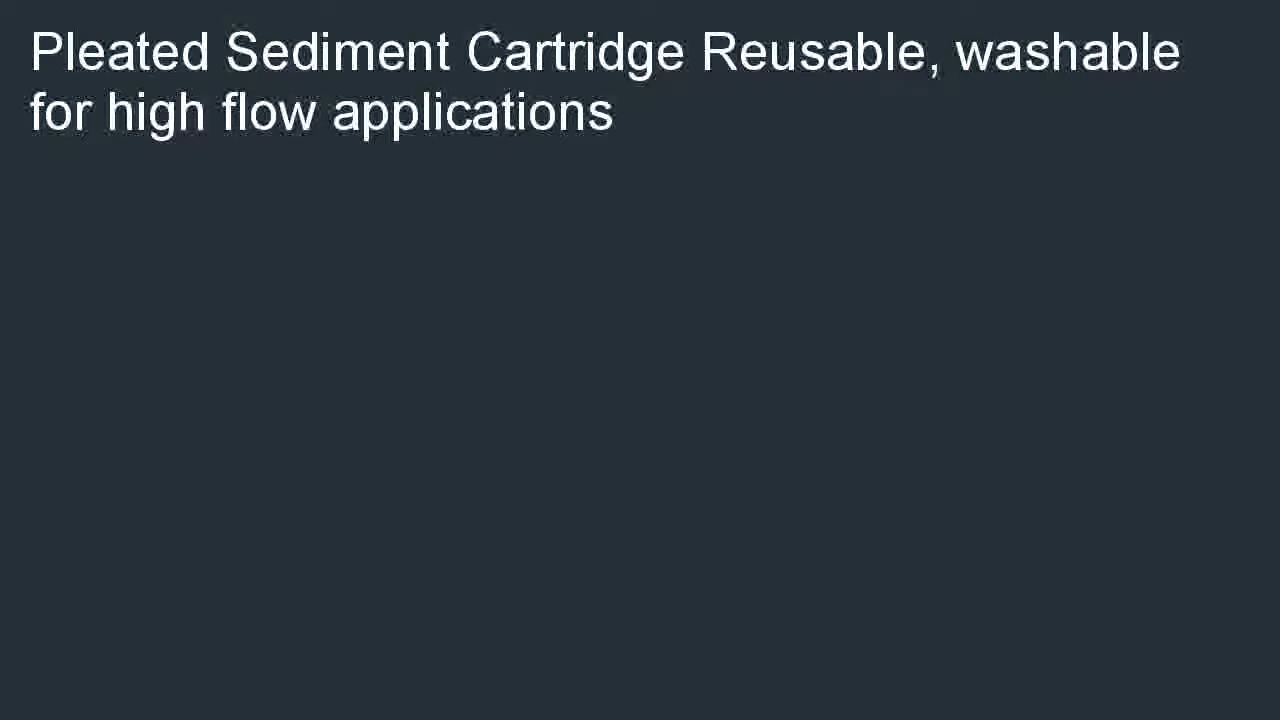 Pleated Sediment Cartridge Reusable, washable
for high flow applications